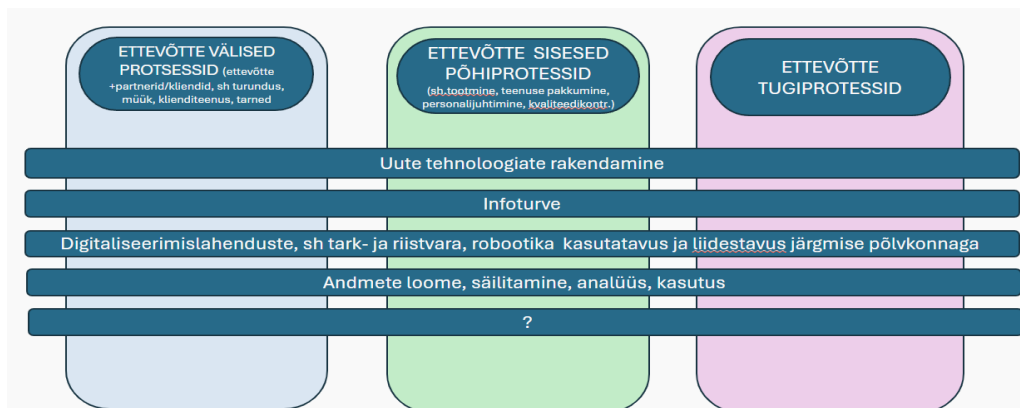 ETTEVÕTTE VÄLISED
PROTSESSID (ettevõtte
+partnerid/kliendid, sh turundus,
müük, klienditeenus, tarned
ETTEVÕTTE SISESED
PÕHIPROTESSID
(sh.tootmine, teenuse pakkumine,
personalijuhtimine, kvaliteedikontr.)
ETTEVÕTTE
TUGIPROTESSID
Uute tehnoloogiate rakendamine
Infoturve
Digitaliseerimislahenduste, sh tark- ja riistvara, robootika kasutatavus ja liidestavus järgmise põlvkonnaga
Andmete loome, säilitamine, analüüs, kasutus
?